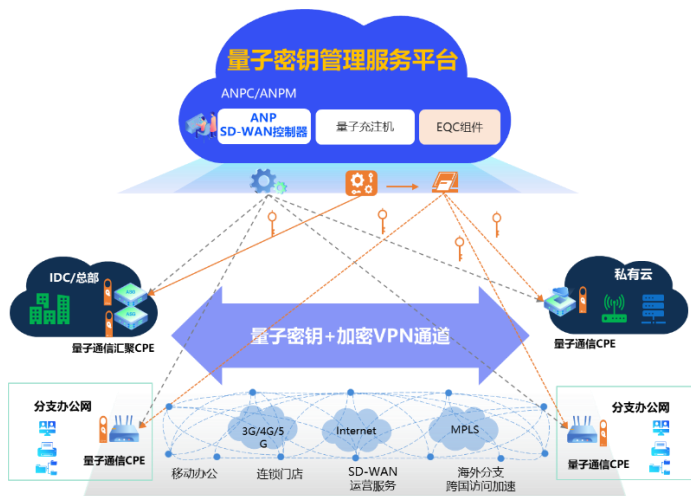 量子密钥管理服务平台
ANPC/ANPM
ANP
SD-WAN控制器
量子充注机
EQC组件
IDC/总部
私有云
量子通信汇聚CPE
量子密钥+加密VPN通道
量子通信CPE
分支办公网
分支办公网
3G/4G/5
G
Internet
MPLS
量子通信CPE
量子通信CPE
移动办公
连锁门店
SD-WAN
运营服务
海外分支
跨国访问加速